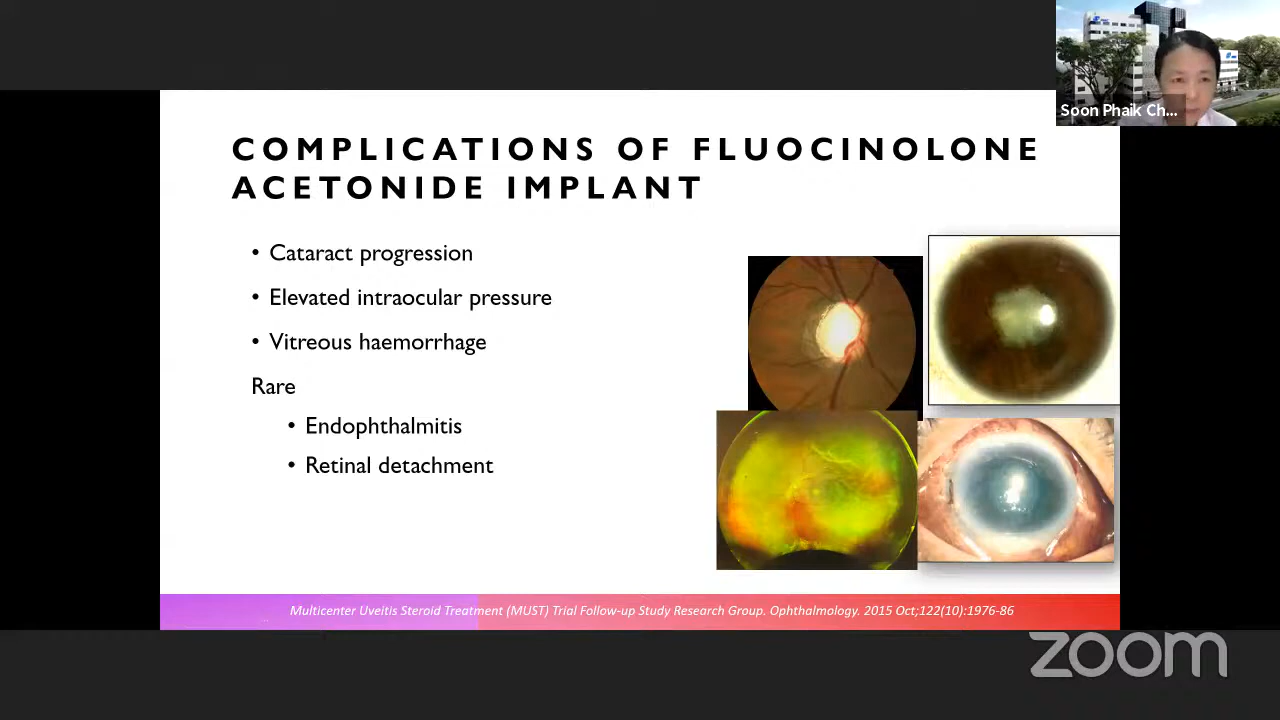 Soon Phaik Ch...
COMPLICATIONS OF FLUOCINOLONE
ACETONIDE IMPLANT
• Cataract progression
• Elevated intraocular pressure
• Vitreous haemorrhage
Rare
• Endophthalmitis
• Retinal detachment
Multicenter Uveitis Steroid Treatment (MUST) Trial Follow-up Study Research Group. Ophthalmology. 2015 Oct;122(10):1976-86
zoom